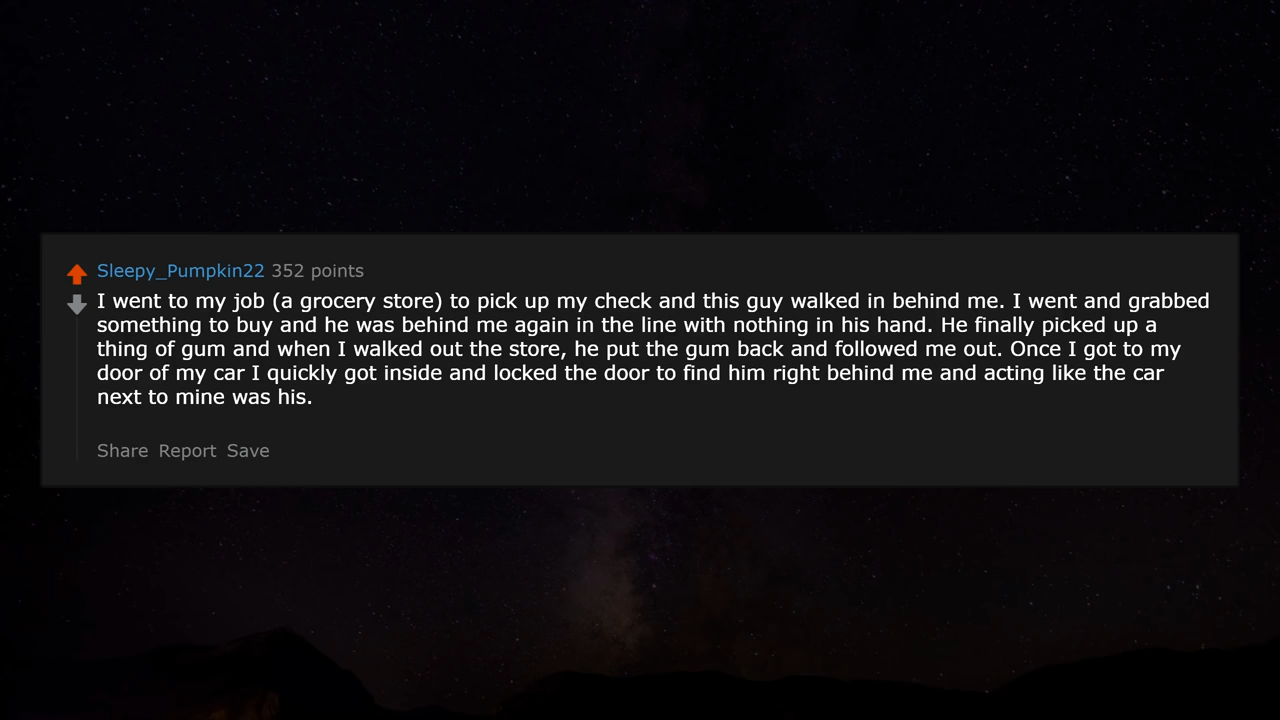 Sleepy_Pumpkin22 352 points
I went to my job (a grocery store) to pick up my check and this guy walked in behind me. I went and grabbed
something to buy and he was behind me again in the line with nothing in his hand. He finally picked up a
thing of gum and when I walked out the store, he put the gum back and followed me out. Once I got to my
door of my car I quickly got inside and locked the door to find him right behind me and acting like the car
next to mine was his.
Share Report Save